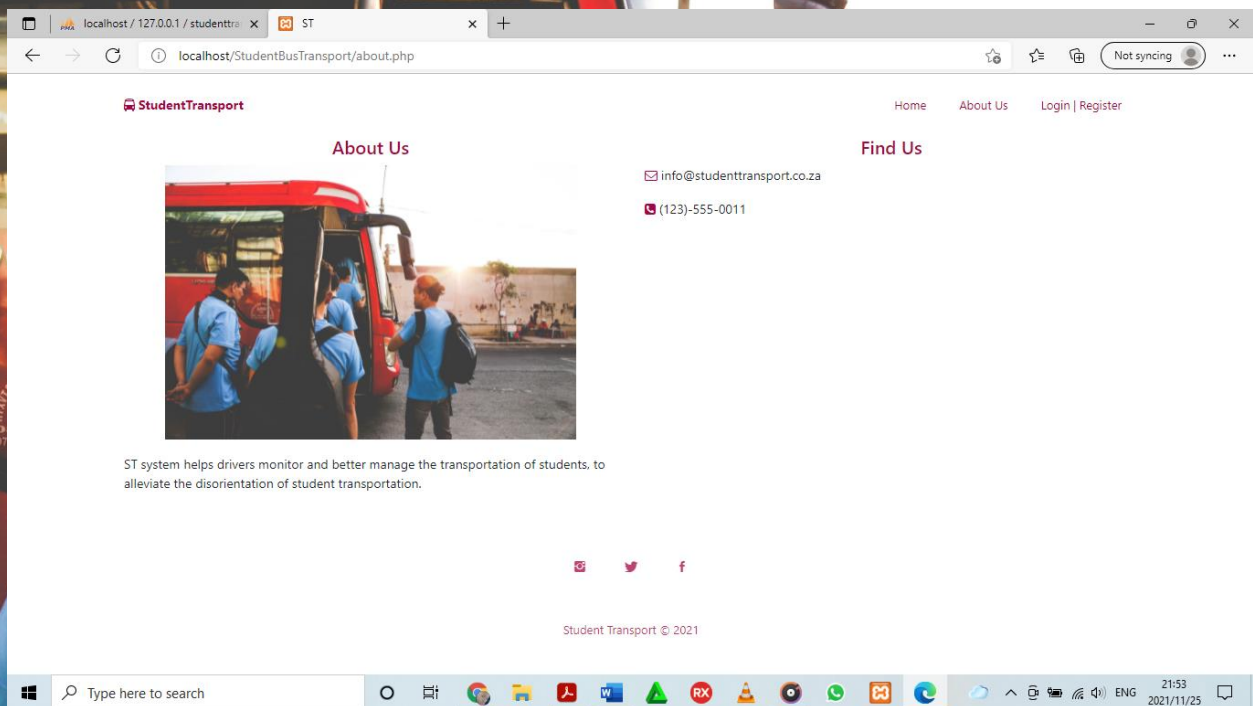 localhost / 127.0.0.1 / studenttra
ST
localhost/StudentBusTransport/about.php
Not syncing
StudentTransport
Home
About Us
Login | Register
About Us
Find Us
info@studenttransport.co.za
(123)-555-0011
ST system helps drivers monitor and better manage the transportation of students, to
alleviate the disorientation of student transportation.
Student Transport © 2021
Type here to search
ENG
21:53
2021/11/25